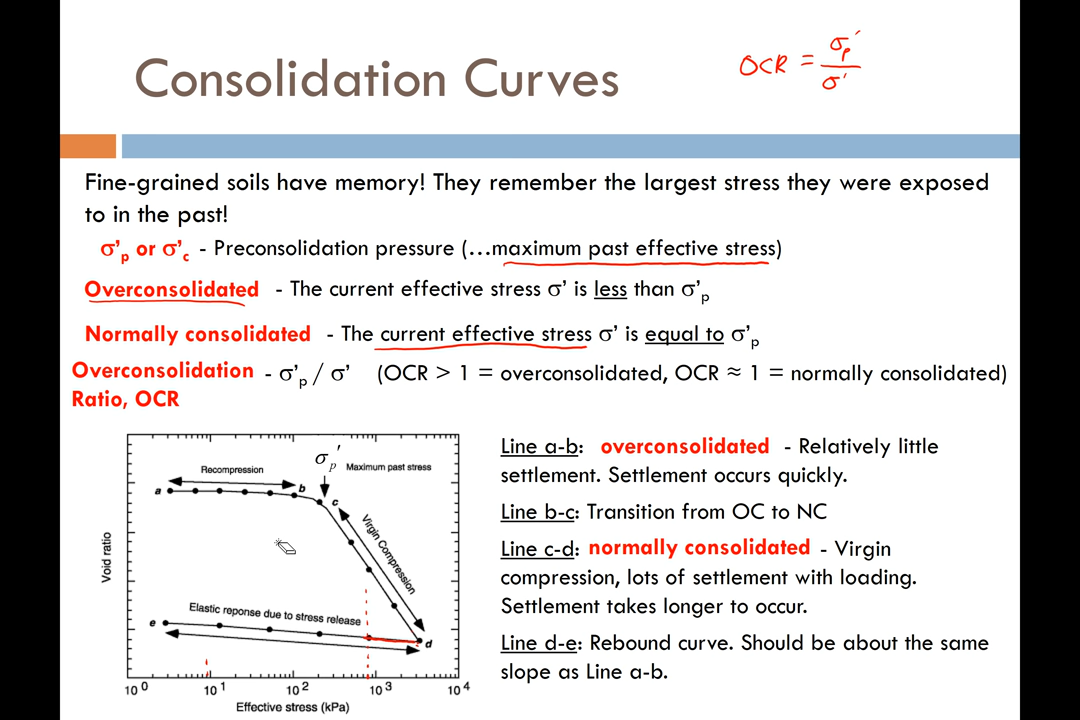 Consolidation Curves
OCR = σp' / σ'
Fine-grained soils have memory! They remember the largest stress they were exposed
to in the past!
σ'p or σ'c - Preconsolidation pressure (…maximum past effective stress)
Overconsolidated - The current effective stress σ' is less than σ'p
Normally consolidated - The current effective stress σ' is equal to σ'p
Overconsolidation - σ'p / σ' (OCR > 1 = overconsolidated, OCR ≈ 1 = normally consolidated)
Ratio, OCR
σp'
Recompression
Maximum past stress
a
b
c
Virgin Compression
Void ratio
Elastic reponse due to stress release
e
d
10⁰ 10¹ 10² 10³ 10⁴
Effective stress (kPa)
Line a-b: overconsolidated - Relatively little
settlement. Settlement occurs quickly.
Line b-c: Transition from OC to NC
Line c-d: normally consolidated - Virgin
compression, lots of settlement with loading.
Settlement takes longer to occur.
Line d-e: Rebound curve. Should be about the same
slope as Line a-b.